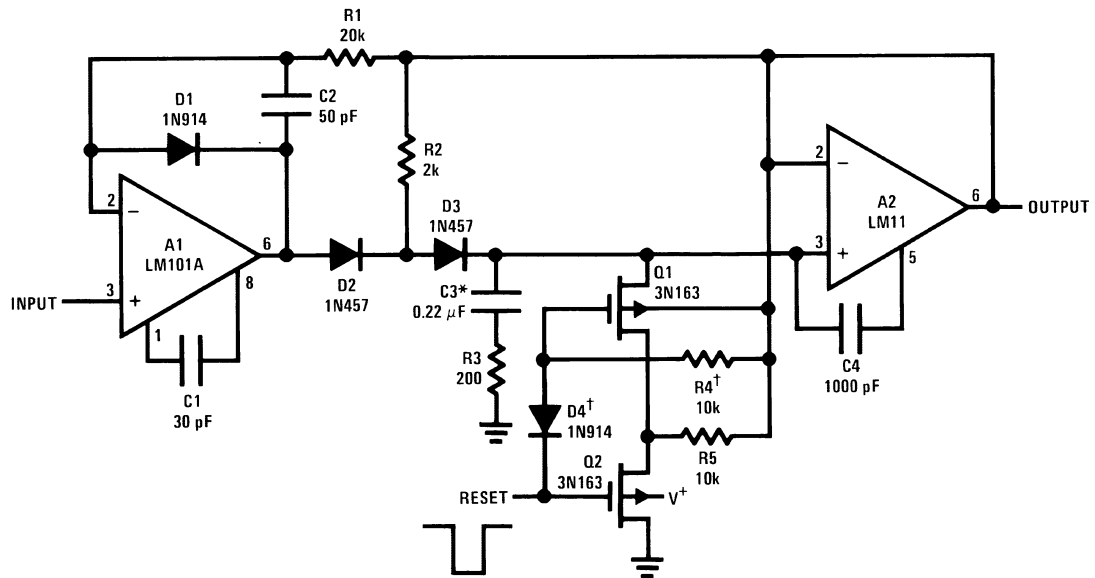 R1
20k
D1
1N914
C2
50 pF
R2
2k
2
−
A1
LM101A
6
8
INPUT
3
+
1
C1
30 pF
D2
1N457
D3
1N457
C3*
0.22 μF
R3
200
Q1
3N163
R4†
10k
D4†
1N914
R5
10k
Q2
3N163
RESET
V+
2
−
A2
LM11
6
OUTPUT
3
+
5
C4
1000 pF